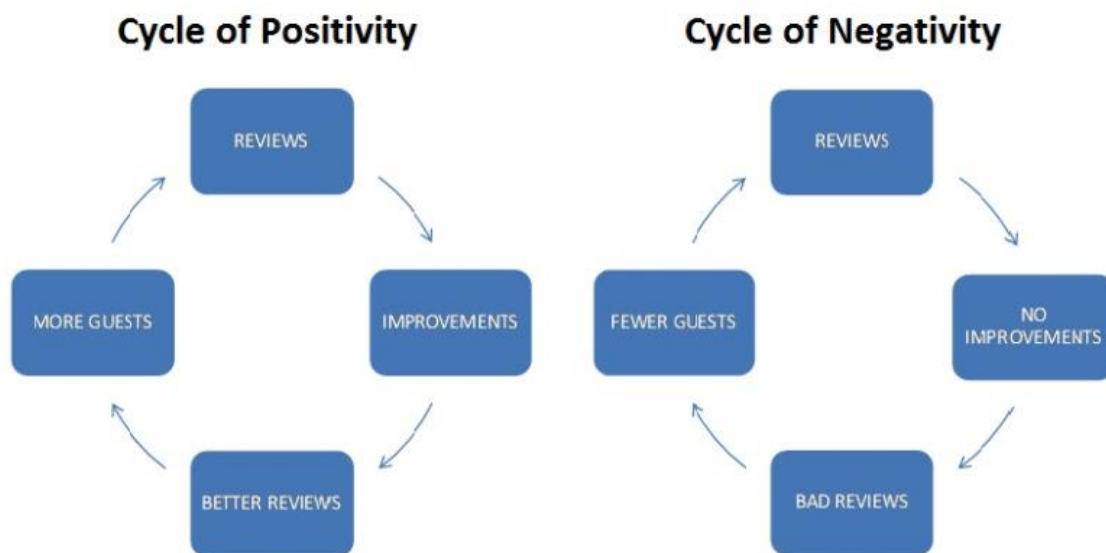 Cycle of Positivity
REVIEWS
IMPROVEMENTS
BETTER REVIEWS
MORE GUESTS
Cycle of Negativity
REVIEWS
NO
IMPROVEMENTS
BAD REVIEWS
FEWER GUESTS